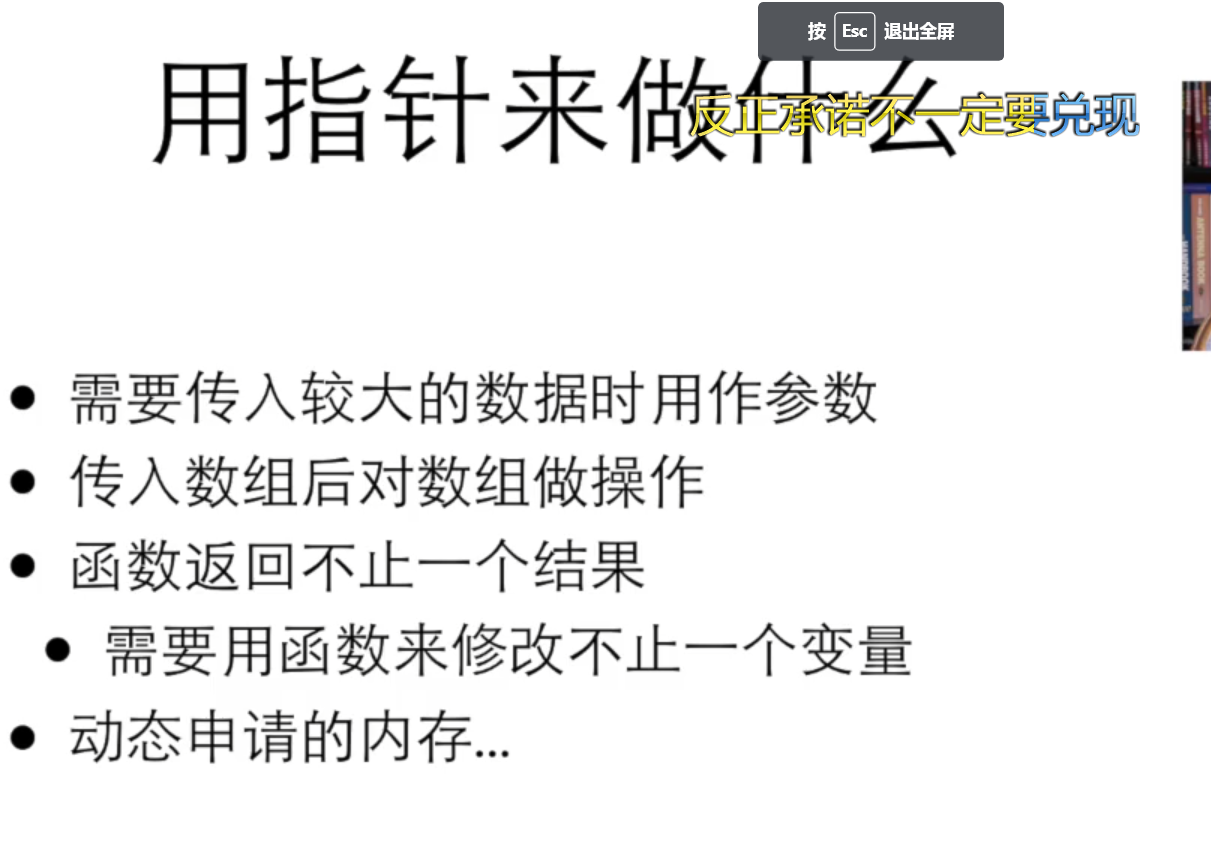 按 Esc 退出全屏
用指针来做什么
反正承诺不一定要兑现
需要传入较大的数据时用作参数
传入数组后对数组做操作
函数返回不止一个结果
需要用函数来修改不止一个变量
动态申请的内存...
ANTENNA BOOK